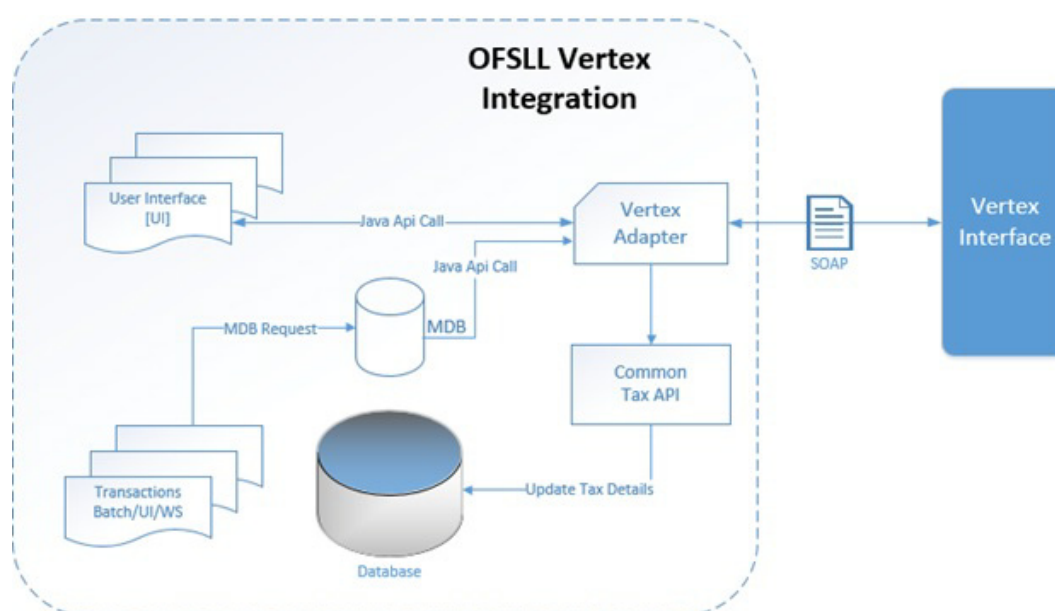 OFSLL Vertex
Integration
User Interface
[UI]
Java Api Call
Vertex
Adapter
SOAP
Vertex
Interface
Java Api Call
MDB Request
MDB
Common
Tax API
Transactions
Batch/UI/WS
Update Tax Details
Database